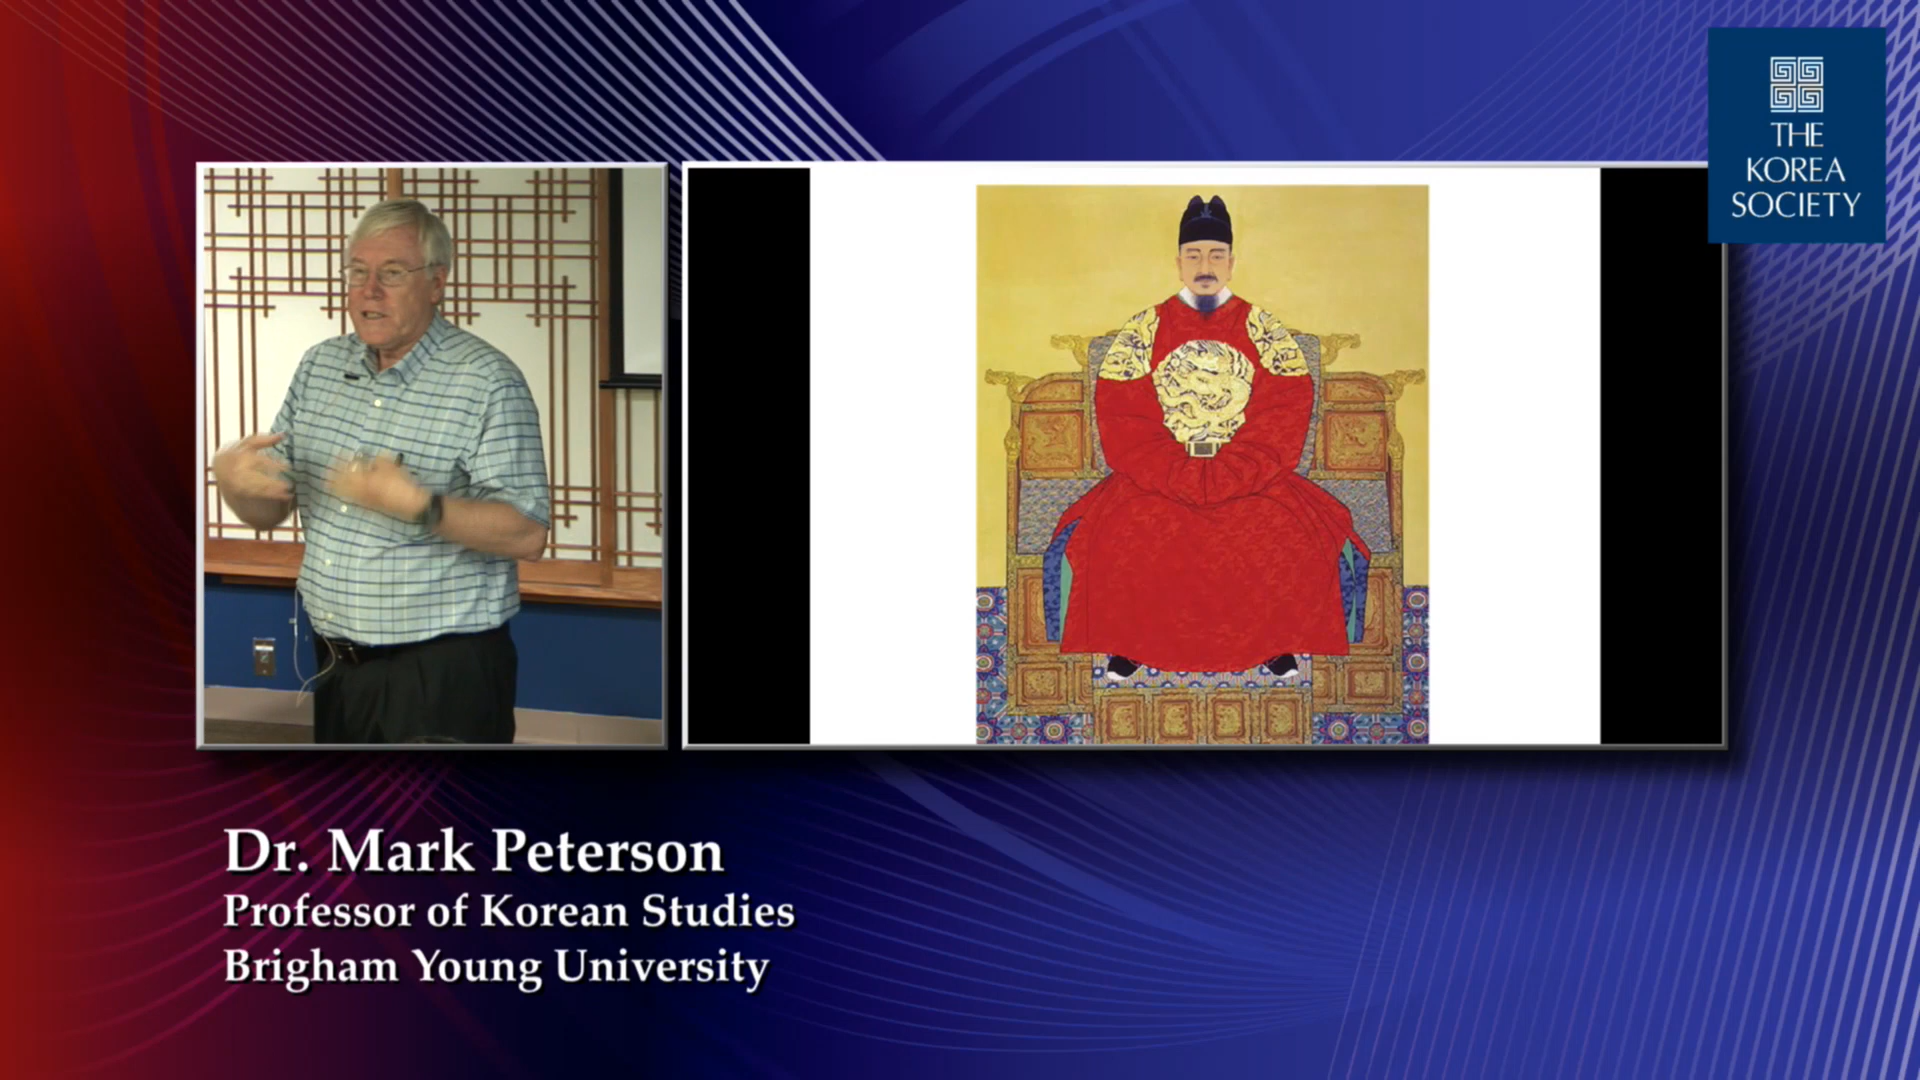 THE
KOREA
SOCIETY
Dr. Mark Peterson
Professor of Korean Studies
Brigham Young University